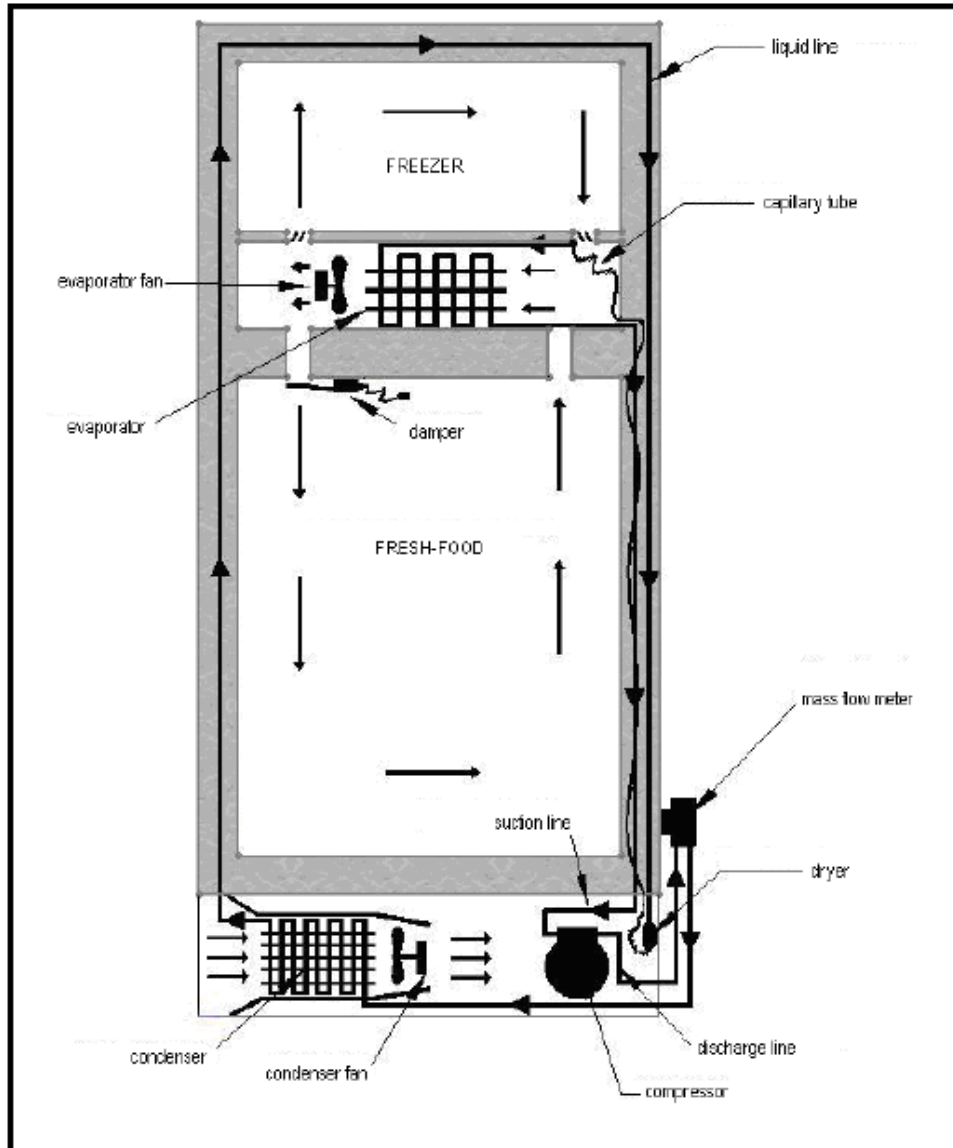 liquid line
FREEZER
capillary tube
evaporator fan
evaporator
damper
FRESH-FOOD
mass flow meter
suction line
dryer
condenser
condenser fan
discharge line
compressor